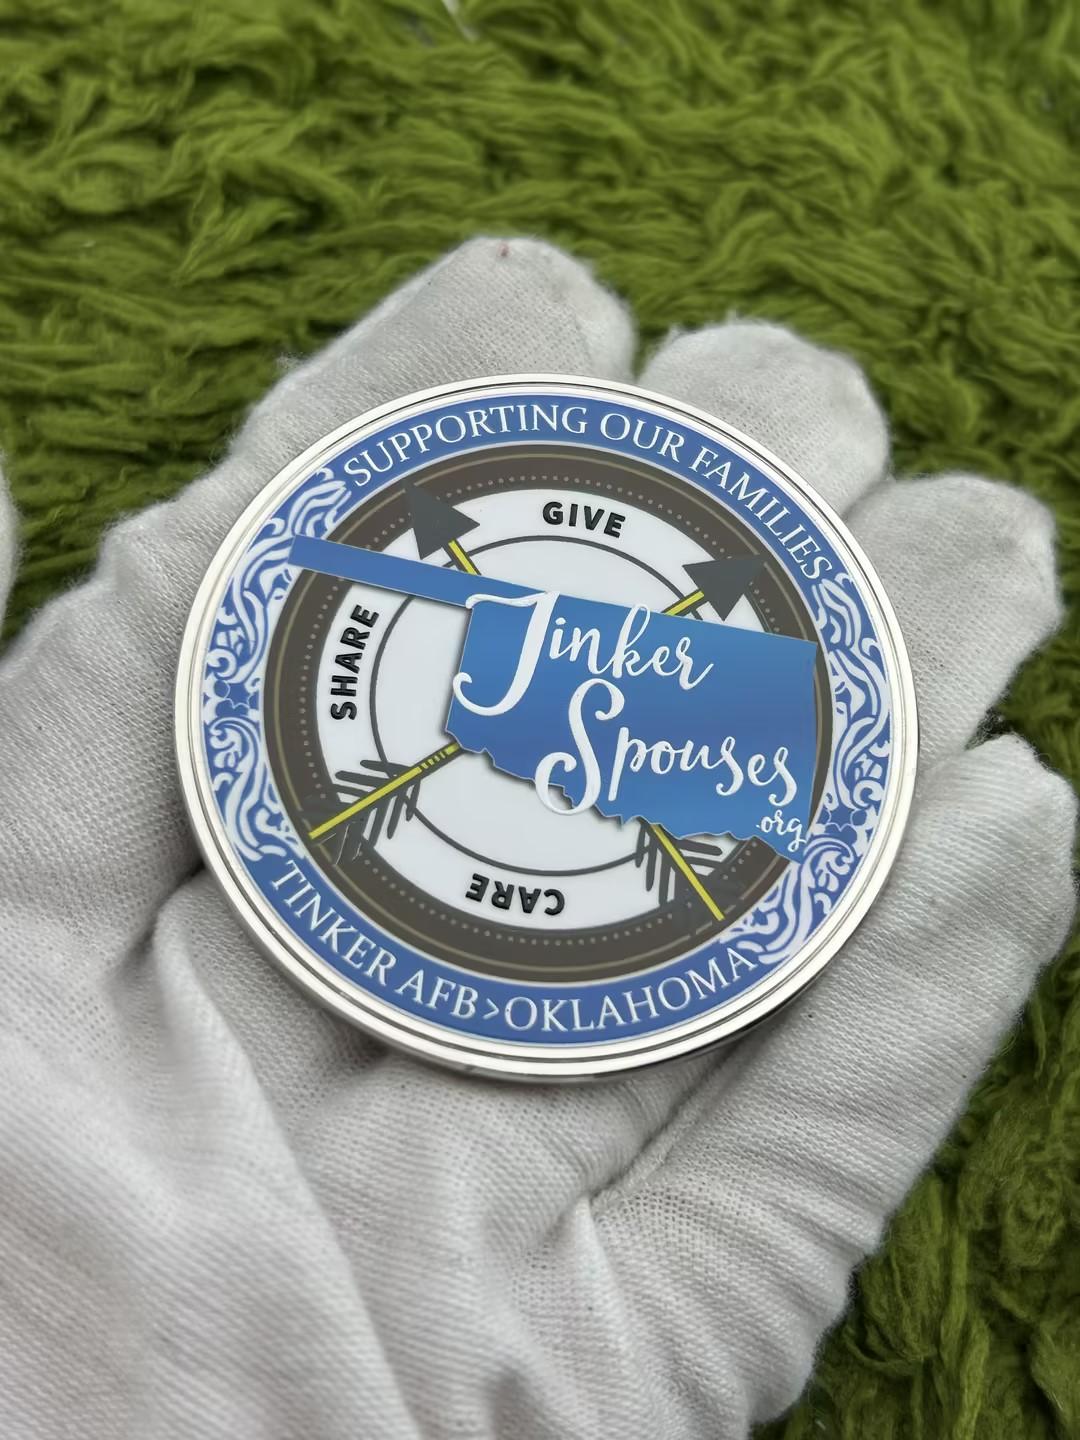 SUPPORTING OUR FAMILIES
GIVE
SHARE
Tinker
Spouses
.org
CARE
TINKER AFB>OKLAHOMA